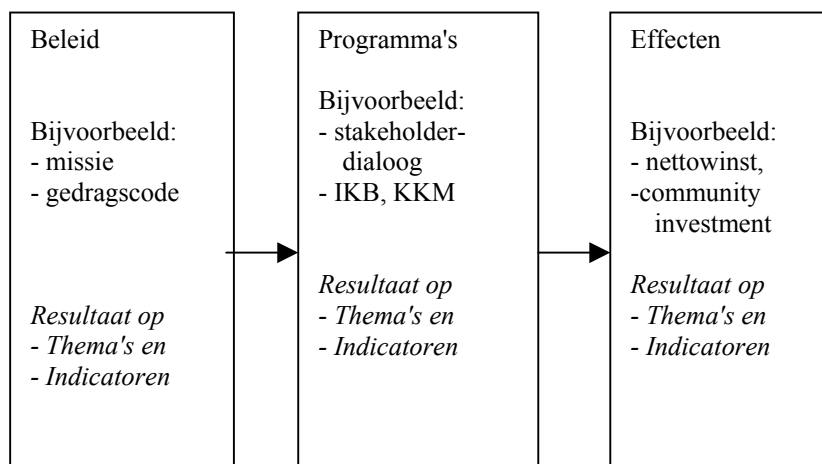 Beleid
Bijvoorbeeld:
- missie
- gedragscode
Resultaat op
- Thema's en
- Indicatoren
Programma's
Bijvoorbeeld:
- stakeholder-
dialoog
- IKB, KKM
Resultaat op
- Thema's en
- Indicatoren
Effecten
Bijvoorbeeld:
- nettowinst,
-community
investment
Resultaat op
- Thema's en
- Indicatoren